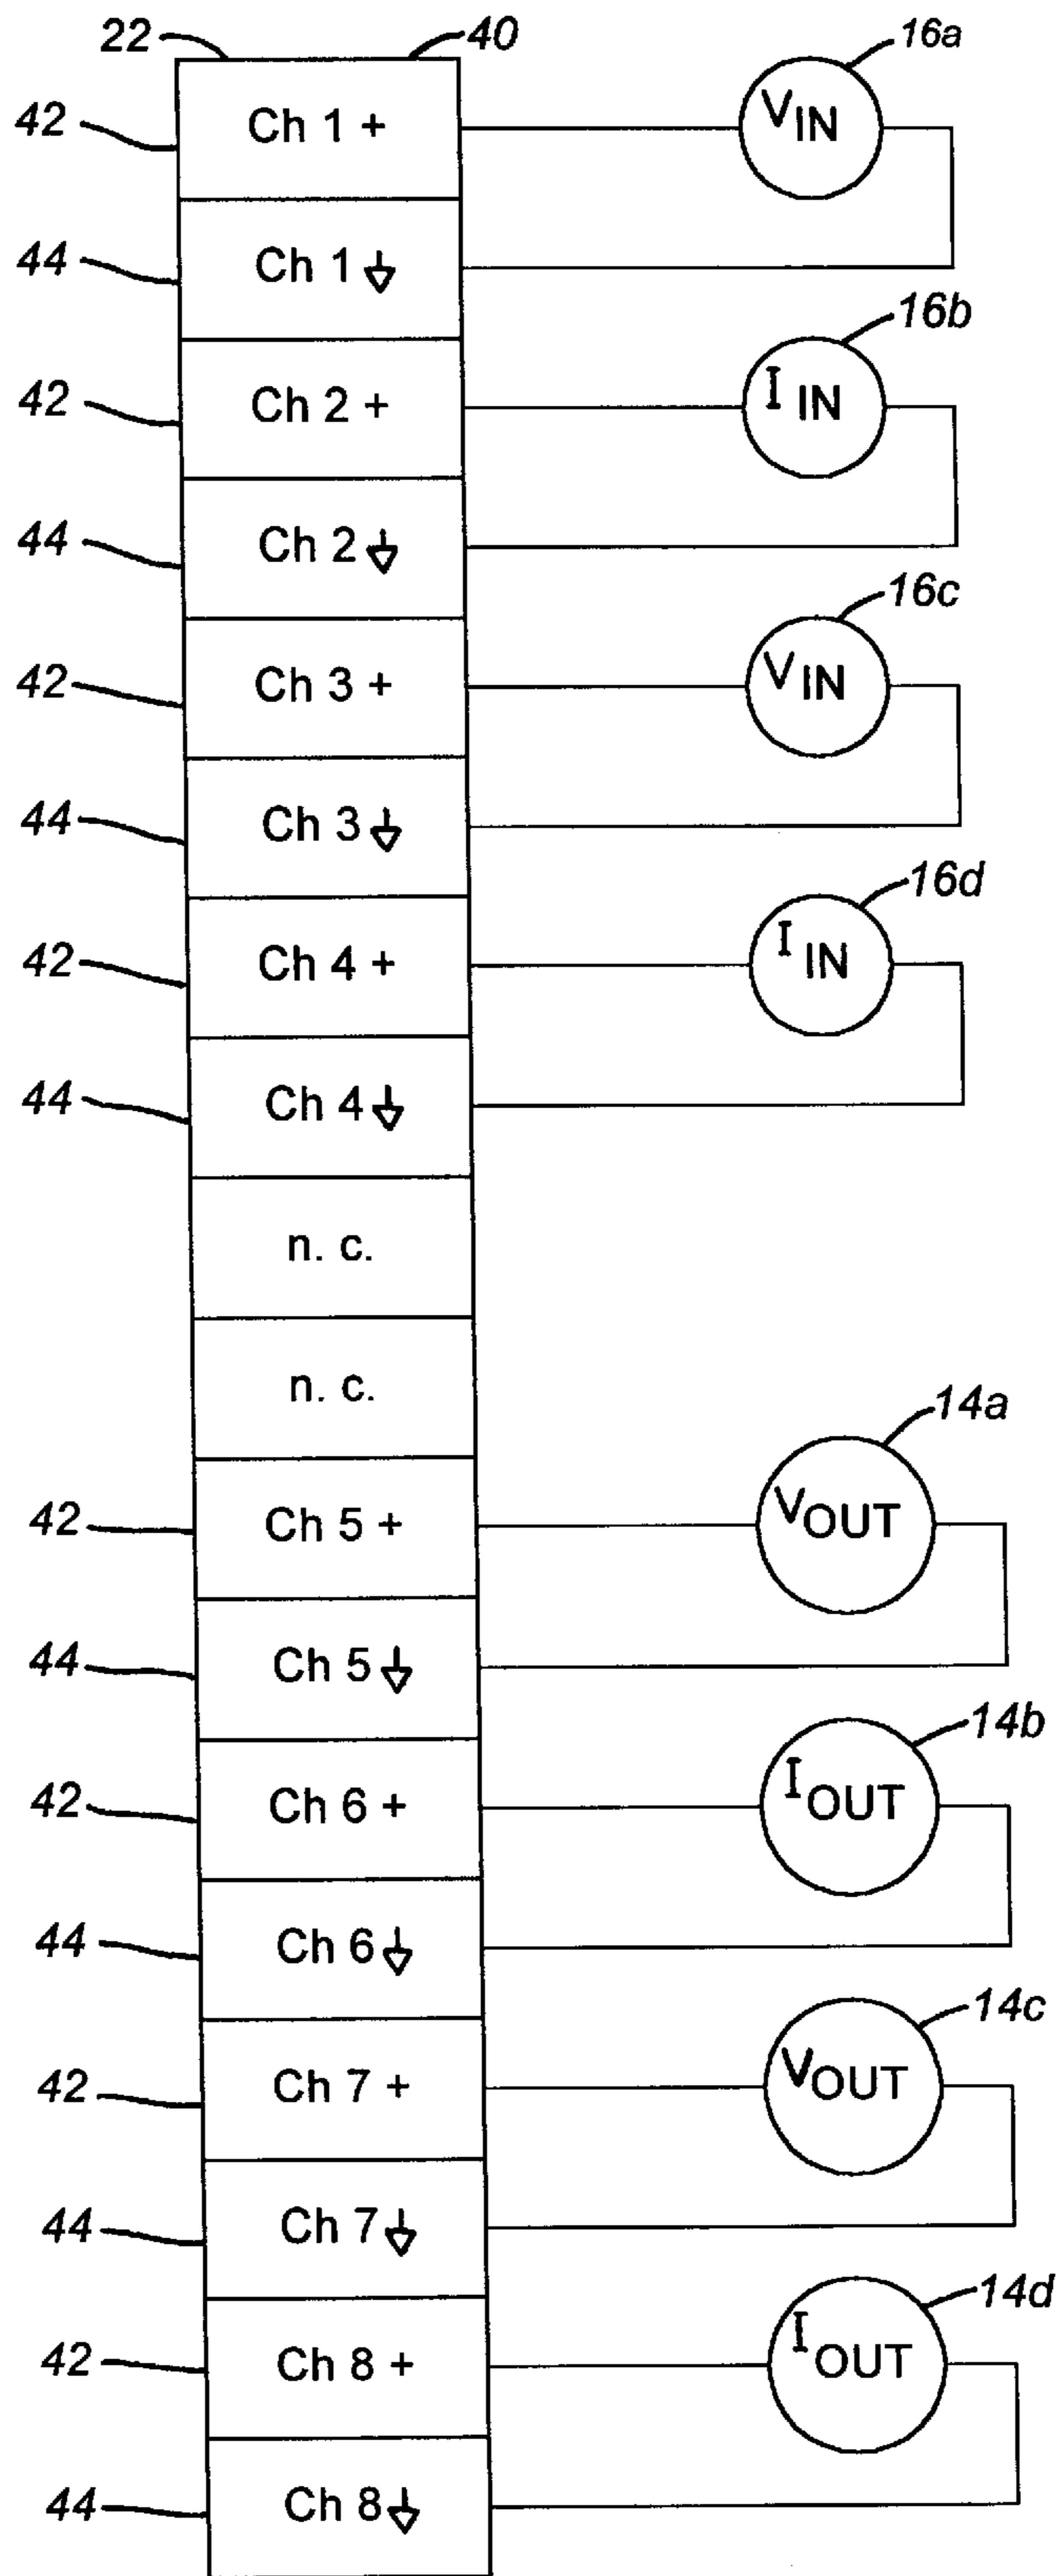 22 40 16a
42 Ch 1 + VIN
44 Ch 1
16b
42 Ch 2 + I IN
44 Ch 2
16c
42 Ch 3 + VIN
44 Ch 3
16d
42 Ch 4 + I IN
44 Ch 4
n. c.
n. c.
14a
42 Ch 5 + VOUT
44 Ch 5
14b
42 Ch 6 + IOUT
44 Ch 6
14c
42 Ch 7 + VOUT
44 Ch 7
14d
42 Ch 8 + IOUT
44 Ch 8